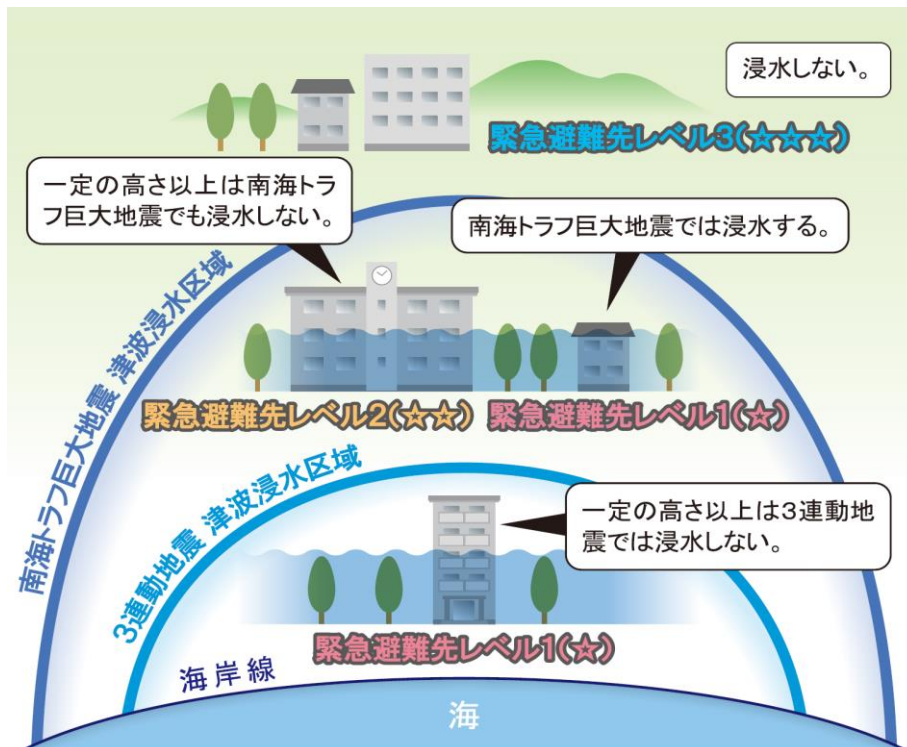 浸水しない。
緊急避難先レベル3(☆☆☆)
一定の高さ以上は南海トラ
フ巨大地震でも浸水しない。
南海トラフ巨大地震では浸水する。
南海トラフ巨大地震 津波浸水区域
緊急避難先レベル2(☆☆)
緊急避難先レベル1(☆)
3連動地震 津波浸水区域
一定の高さ以上は3連動地
震では浸水しない。
緊急避難先レベル1(☆)
海岸線
海